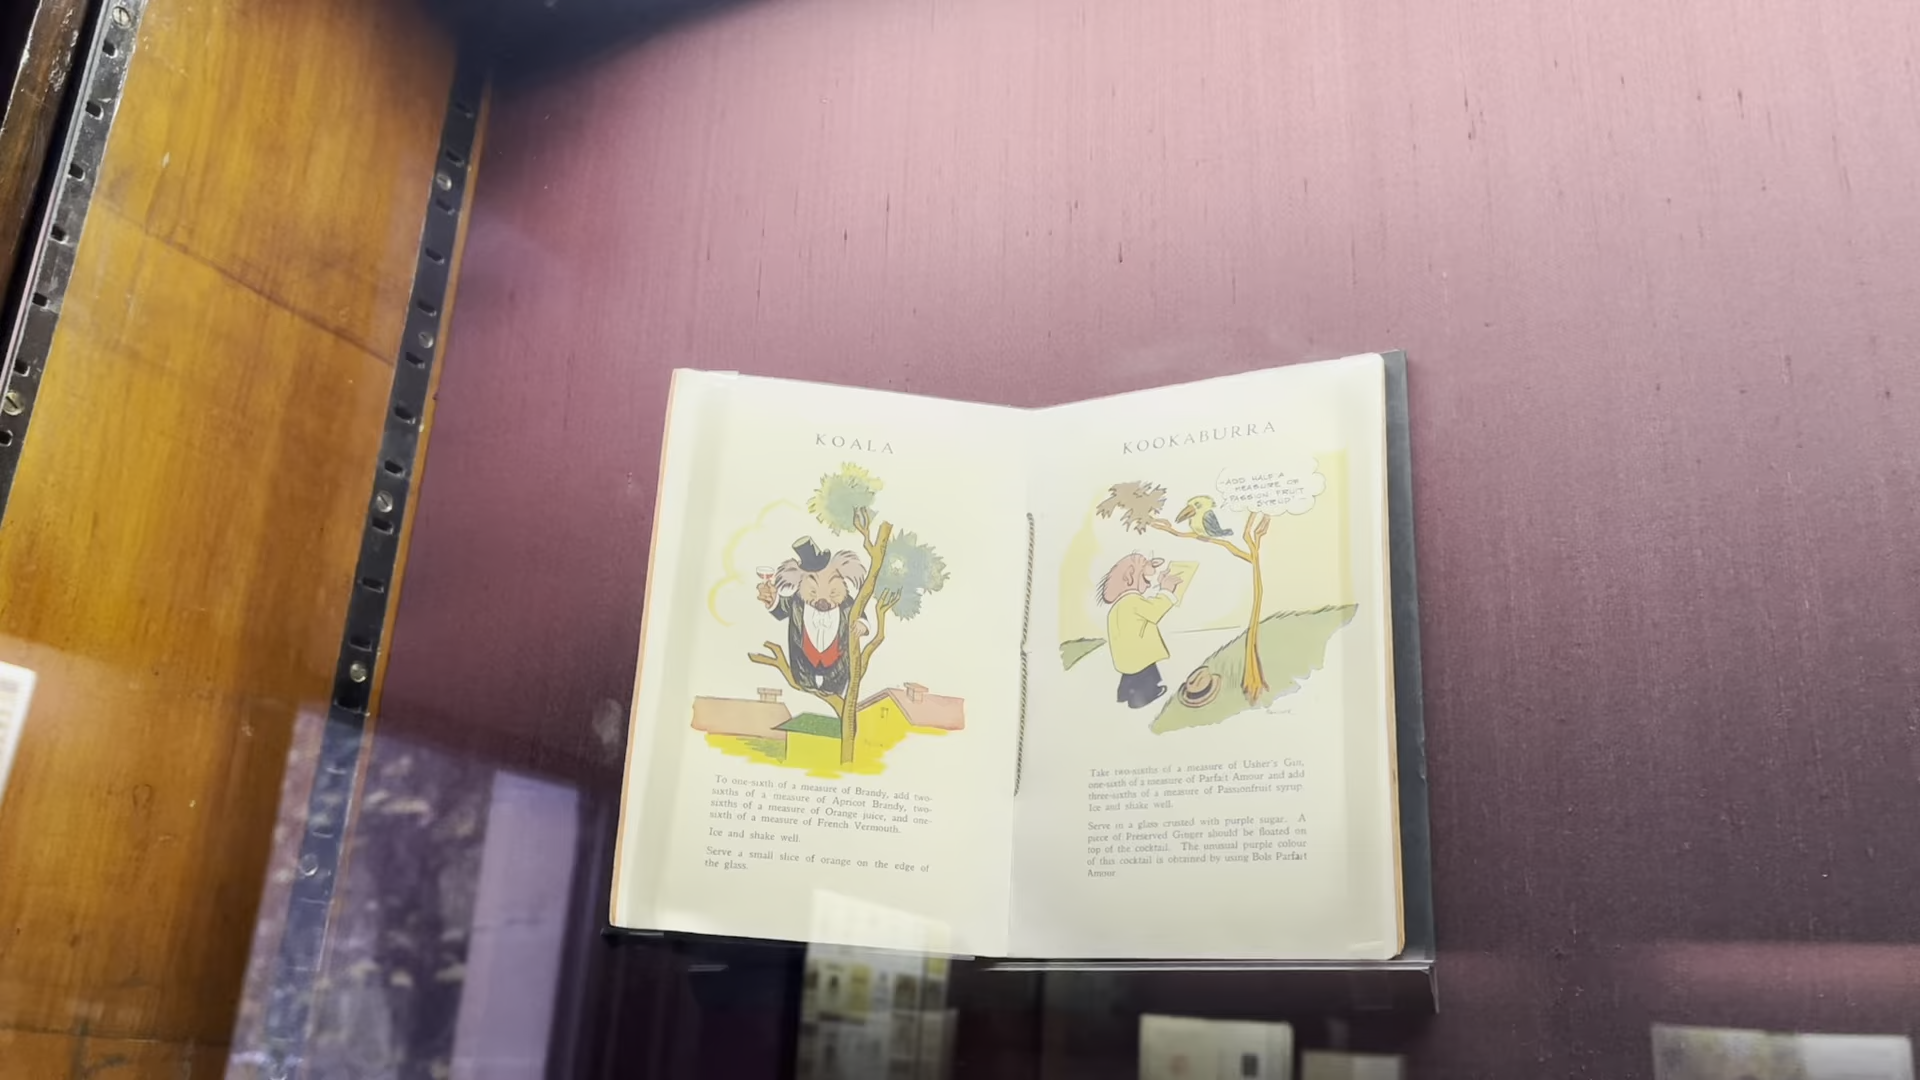 KOALA
To one-sixth of a measure of Brandy, add two-
sixths of a measure of Apricot Brandy, two-
sixths of a measure of Orange juice, and one-
sixth of a measure of French Vermouth.
Ice and shake well.
Serve a small slice of orange on the edge of
the glass.
KOOKABURRA
-ADD HALF A
MEASURE OF
PASSION FRUIT
SYRUP!-
Take two-sixths of a measure of Usher's Gin,
one-sixth of a measure of Parfait Amour and add
three-sixths of a measure of Passionfruit syrup.
Ice and shake well.
Serve in a glass crusted with purple sugar. A
piece of Preserved Ginger should be floated on
top of the cocktail. The unusual purple colour
of this cocktail is obtained by using Bols Parfait
Amour.